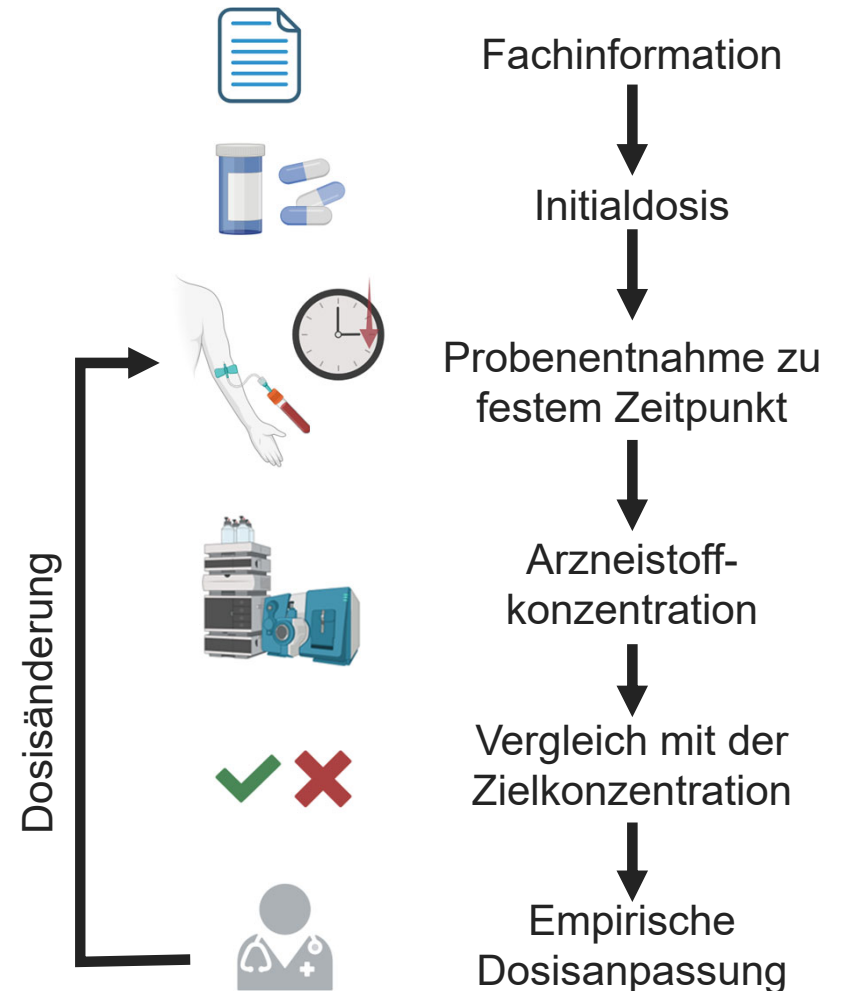 Fachinformation
Initialdosis
Probenentnahme zu
festem Zeitpunkt
Arzneistoff-
konzentration
Vergleich mit der
Zielkonzentration
Empirische
Dosisanpassung
Dosisänderung